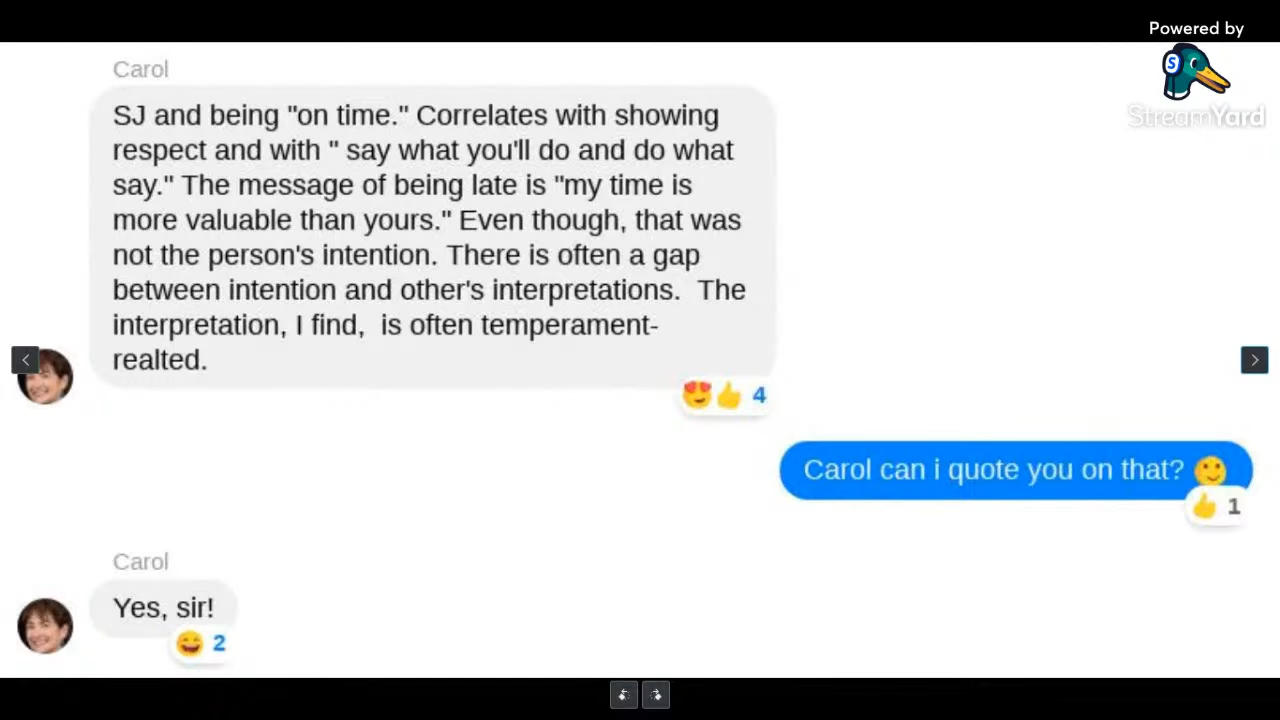 Powered by
StreamYard
Carol
SJ and being "on time." Correlates with showing
respect and with " say what you'll do and do what
say." The message of being late is "my time is
more valuable than yours." Even though, that was
not the person's intention. There is often a gap
between intention and other's interpretations.  The
interpretation, I find,  is often temperament-
realted.
4
Carol can i quote you on that?
1
Carol
Yes, sir!
2